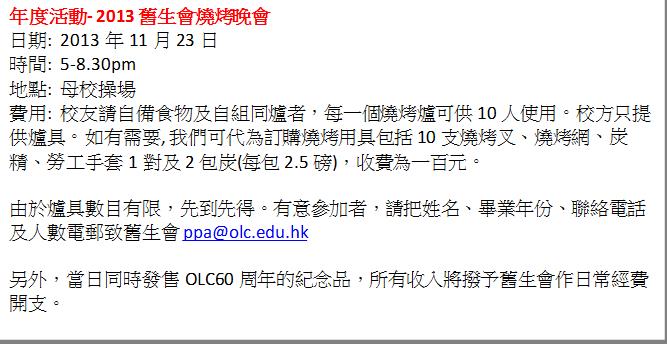 年度活動- 2013 舊生會燒烤晚會
日期: 2013 年 11 月 23 日
時間: 5-8.30pm
地點: 母校操場
費用: 校友請自備食物及自組同爐者，每一個燒烤爐可供 10 人使用。校方只提
供爐具。如有需要, 我們可代為訂購燒烤用具包括 10 支燒烤叉、燒烤網、炭
精、勞工手套 1 對及 2 包炭(每包 2.5 磅)，收費為一百元。
由於爐具數目有限，先到先得。有意參加者，請把姓名、畢業年份、聯絡電話
及人數電郵致舊生會 ppa@olc.edu.hk
另外，當日同時發售 OLC60 周年的紀念品，所有收入將撥予舊生會作日常經費
開支。